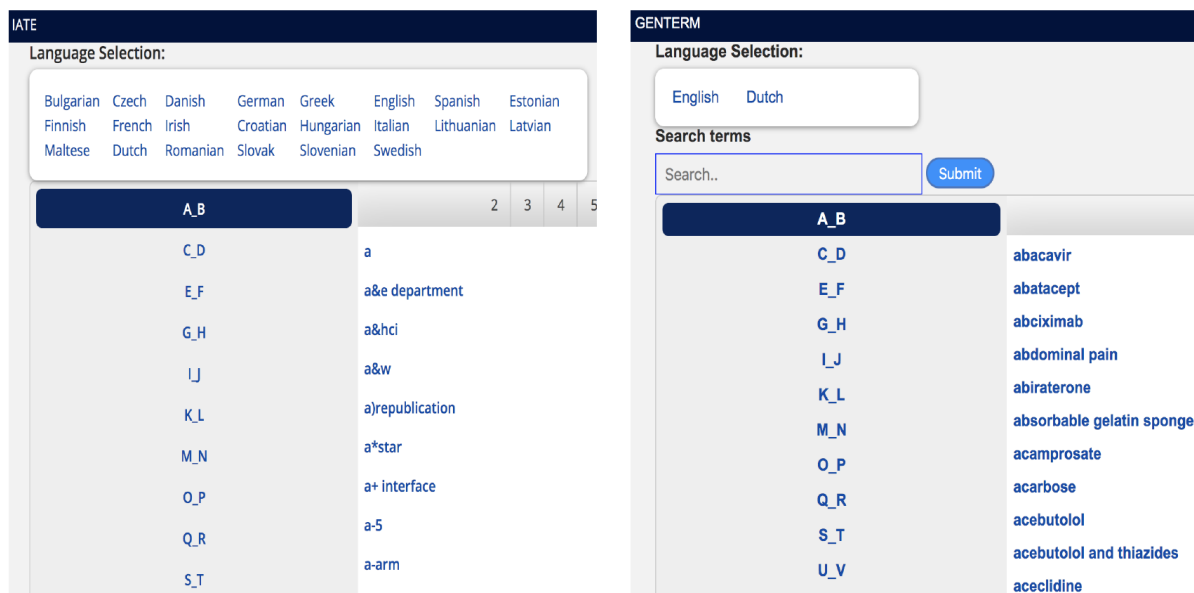 IATE
Language Selection:
Bulgarian Czech Danish German Greek English Spanish Estonian
Finnish French Irish Croatian Hungarian Italian Lithuanian Latvian
Maltese Dutch Romanian Slovak Slovenian Swedish
A_B 2 3 4 5
C_D a
E_F a&e department
G_H a&hci
I_J a&w
K_L a)republication
M_N a*star
O_P a+ interface
Q_R a-5
S_T a-arm
GENTERM
Language Selection:
English Dutch
Search terms
Search.. Submit
A_B
C_D abacavir
E_F abatacept
G_H abciximab
I_J abdominal pain
K_L abiraterone
M_N absorbable gelatin sponge
O_P acamprosate
Q_R acarbose
S_T acebutolol
U_V acebutolol and thiazides
aceclidine